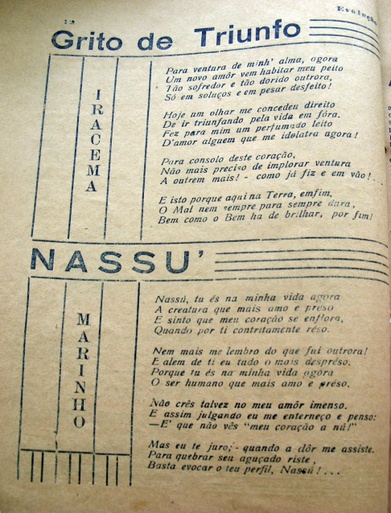 12
Evolução
Grito de Triunfo
IRACEMA
Para ventura de minh' alma, agora
Um novo amôr vem habitar meu peito
Tão sofredor e tão dorido outrora,
Só em soluços e em pesar desfeito!
Hoje um olhar me concedeu direito
De ir triunfando pela vida em fóra.
Fez para mim um perfumado leito
D'amor alguem que me idolatra agora!
Para consolo deste coração,
Não mais preciso de implorar ventura
A outrem mais! - como já fiz e em vão!.
E isto porque aqui na Terra, emfim,
O Mal nem sempre para sempre dura,
Bem como o Bem ha de brilhar, por fim!
NASSU'
MARINHO
Nassú, tu és na minha vida agora
A creatura que mais amo e préso
E sinto que meu coração se enflora,
Quando por ti contritamente réso.
Nem mais me lembro do que fui outrora!
E alem de ti eu tudo o mais despréso.
Porque tu és na minha vida agora
O ser humano que mais amo e préso.
Não crês talvez no meu amôr imenso.
E assim julgando eu me enterneço e penso:
—E' que não vês "meu coração a nú!"
Mas eu te juro; - quando a dôr me assiste.
Para quebrar seu aguçado riste,
Basta evocar o teu perfil, Nassú!...